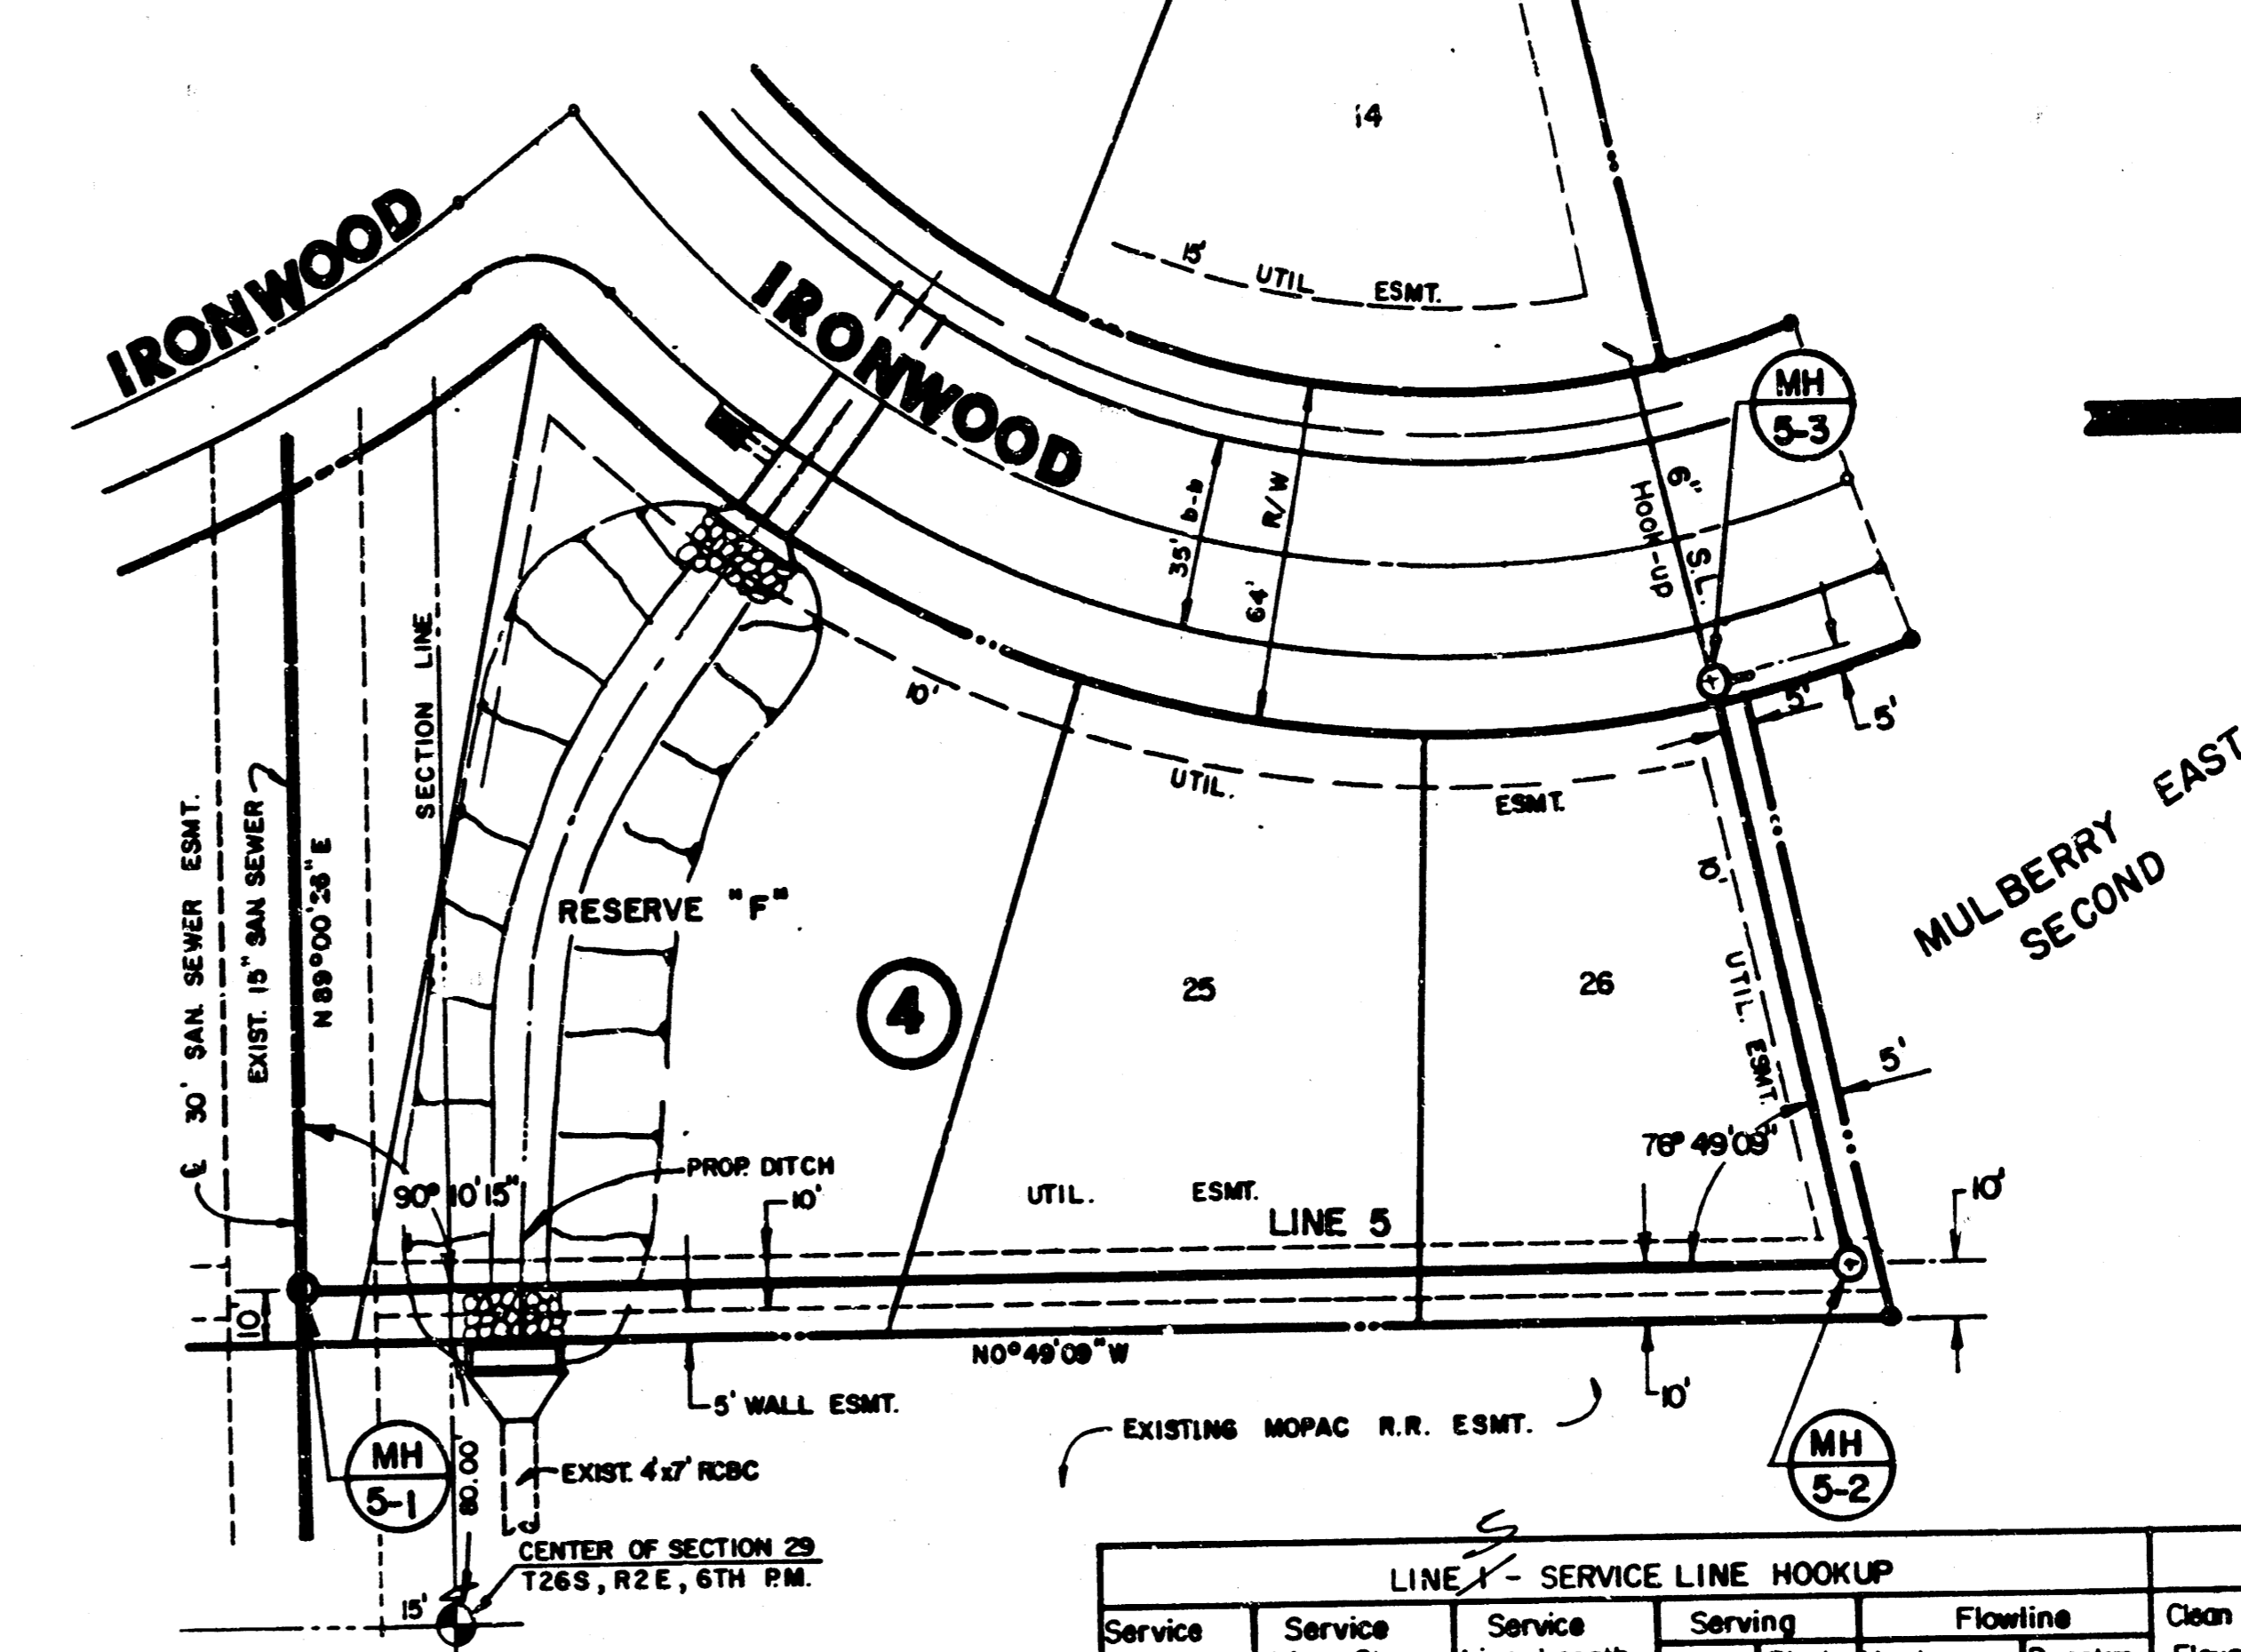 14
15' UTIL ESMT.
IRONWOOD
IRONWOOD
MH
5-3
6" S.L.
HOOK-UP
35' b-b
64' R/W
5'
5'
10' UTIL. ESMT.
SECTION LINE
℄ 30' SAN. SEWER ESMT.
EXIST. 15" SAN SEWER
N 89°00'26" E
RESERVE "F"
4
25
26
10' UTIL. ESMT.
MULBERRY EAST
SECOND
5'
76° 49'09"
90° 10' 15"
PROP. DITCH
10'
UTIL. ESMT.
LINE 5
10'
10
N0°49'09"W
5' WALL ESMT.
10'
EXISTING MOPAC R.R. ESMT.
MH
5-1
80.00'
EXIST. 4'x7' RCBC
MH
5-2
CENTER OF SECTION 29
T26S, R2E, 6TH P.M.
15'
5
LINE 1 - SERVICE LINE HOOKUP
Service Service Service Serving Flowline Clean